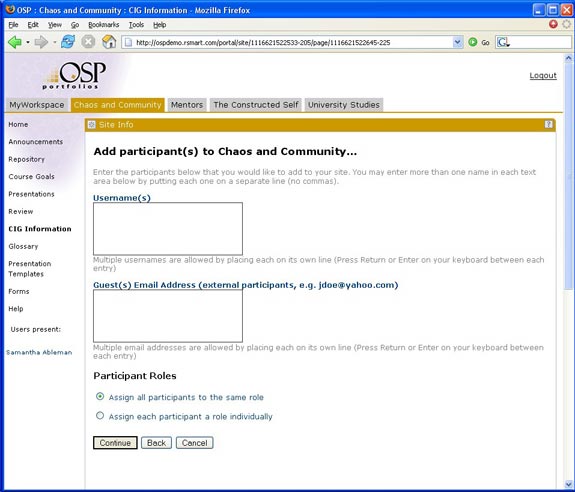 OSP : Chaos and Community : CIG Information - Mozilla Firefox
File Edit View Go Bookmarks Tools Help
http://ospdemo.rsmart.com/portal/site/1116621522533-205/page/1116621522645-225
Go
G
OSP
portfolios
Logout
MyWorkspace Chaos and Community Mentors The Constructed Self University Studies
Home
Announcements
Repository
Course Goals
Presentations
Review
CIG Information
Glossary
Presentation
Templates
Forms
Help
Users present:
Samantha Ableman
Site Info
?
Add participant(s) to Chaos and Community...
Enter the participants below that you would like to add to your site. You may enter more than one name in each text
area below by putting each one on a separate line (no commas).
Username(s)
Multiple usernames are allowed by placing each on its own line (Press Return or Enter on your keyboard between each
entry)
Guest(s) Email Address (external participants, e.g. jdoe@yahoo.com)
Multiple email addresses are allowed by placing each on its own line (Press Return or Enter on your keyboard between
each entry)
Participant Roles
Assign all participants to the same role
Assign each participant a role individually
Continue Back Cancel